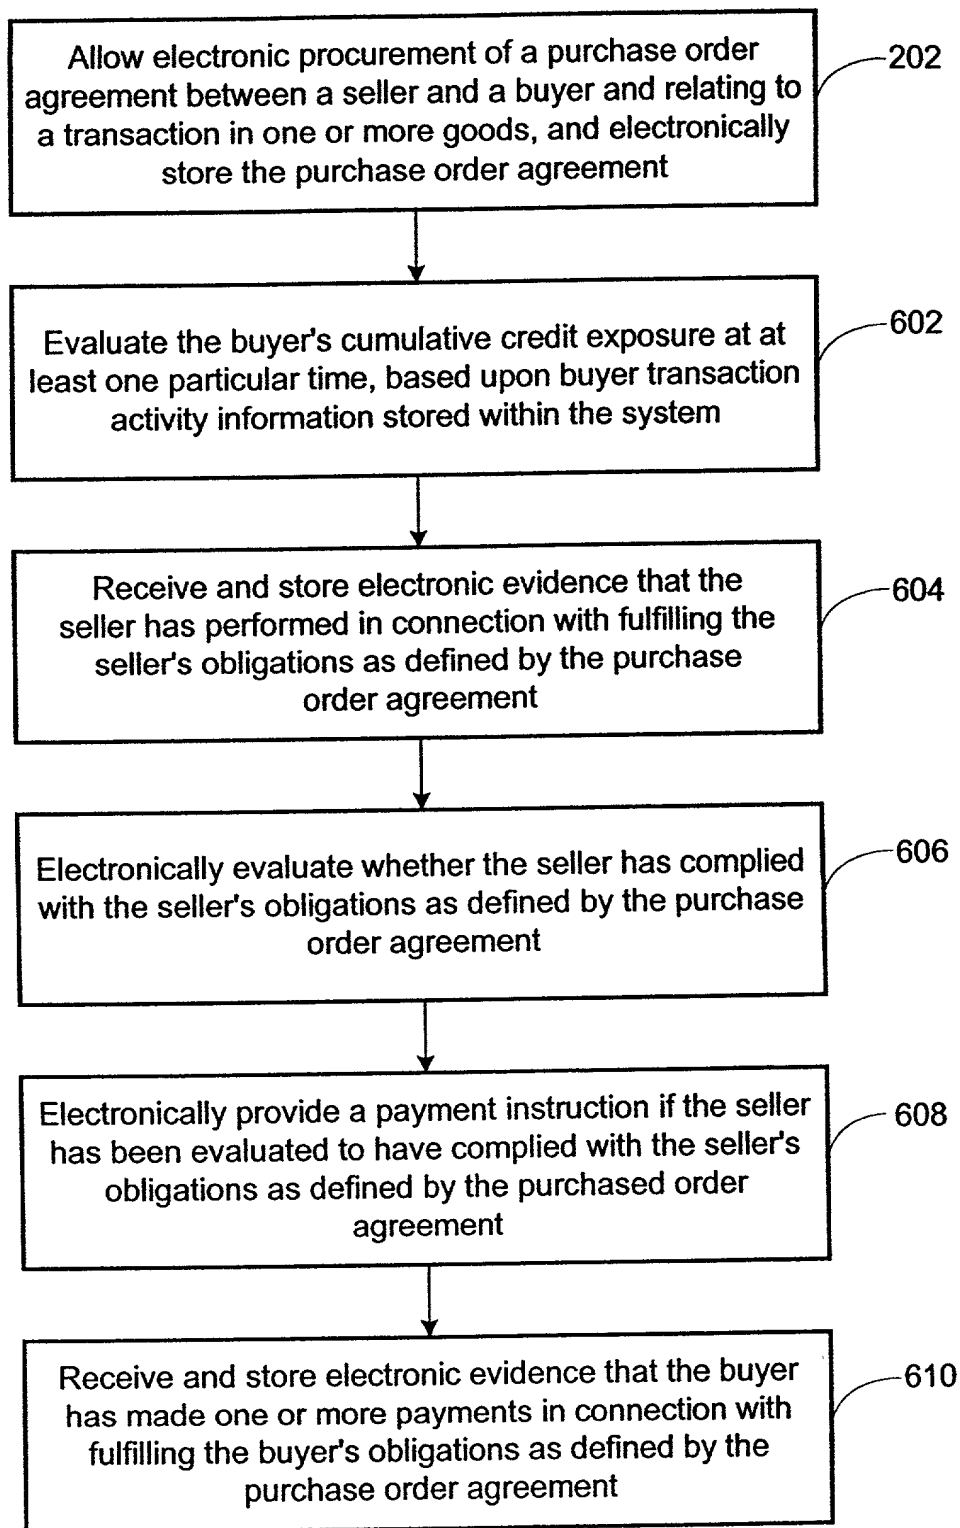 Allow electronic procurement of a purchase order
agreement between a seller and a buyer and relating to
a transaction in one or more goods, and electronically
store the purchase order agreement
202
Evaluate the buyer's cumulative credit exposure at at
least one particular time, based upon buyer transaction
activity information stored within the system
602
Receive and store electronic evidence that the
seller has performed in connection with fulfilling the
seller's obligations as defined by the purchase
order agreement
604
Electronically evaluate whether the seller has complied
with the seller's obligations as defined by the purchase
order agreement
606
Electronically provide a payment instruction if the seller
has been evaluated to have complied with the seller's
obligations as defined by the purchased order
agreement
608
Receive and store electronic evidence that the buyer
has made one or more payments in connection with
fulfilling the buyer's obligations as defined by the
purchase order agreement
610